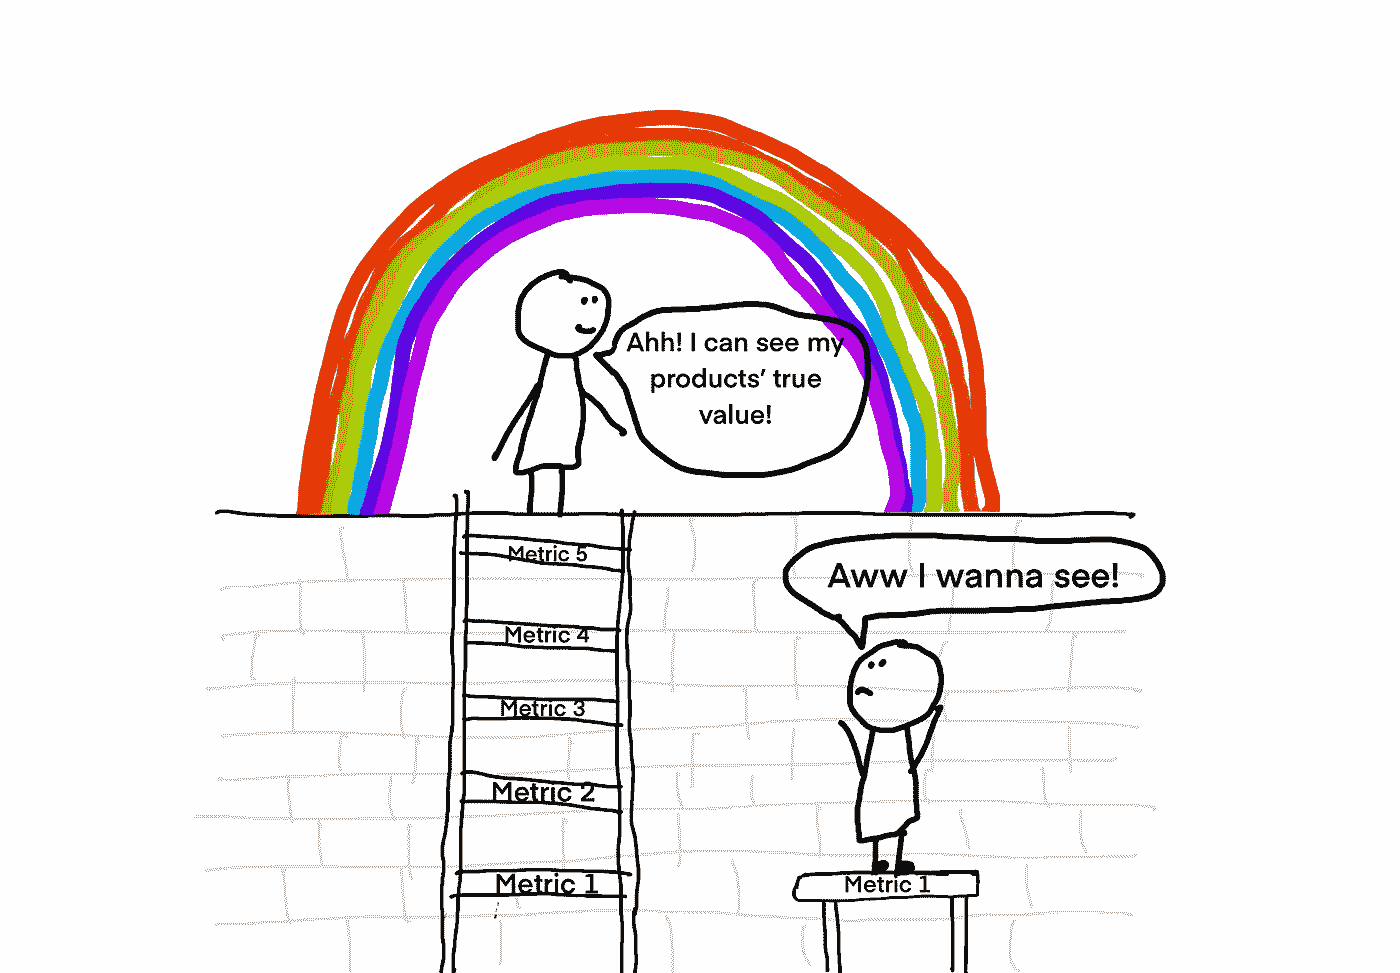 Ahh! I can see my
products’ true
value!
Metric 5
Aww I wanna see!
Metric 4
Metric 3
Metric 2
Metric 1
Metric 1